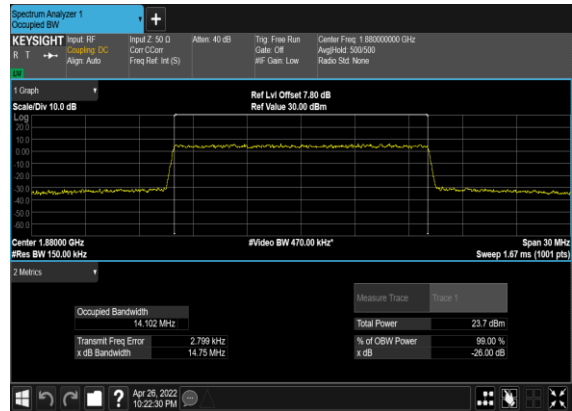 Spectrum Analyzer 1
Occupied BW
KEYSIGHT Input: RF Input Z: 50 Ω Atten: 40 dB Trig: Free Run Center Freq: 1.880000000 GHz
R T Coupling: DC Corr CCorr Gate: Off Avg|Hold: 500/500
Align: Auto Freq Ref: Int (S) #IF Gain: Low Radio Std: None
LW
1 Graph
Ref Lvl Offset 7.80 dB
Scale/Div 10.0 dB Ref Value 30.00 dBm
Log
20.0
10.0
0.00
-10.0
-20.0
-30.0
-40.0
-50.0
-60.0
Center 1.88000 GHz #Video BW 470.00 kHz* Span 30 MHz
#Res BW 150.00 kHz Sweep 1.67 ms (1001 pts)
2 Metrics
Measure Trace Trace 1
Occupied Bandwidth
14.102 MHz Total Power 23.7 dBm
Transmit Freq Error 2.799 kHz % of OBW Power 99.00 %
x dB Bandwidth 14.75 MHz x dB -26.00 dB
? Apr 26, 2022
10:22:30 PM